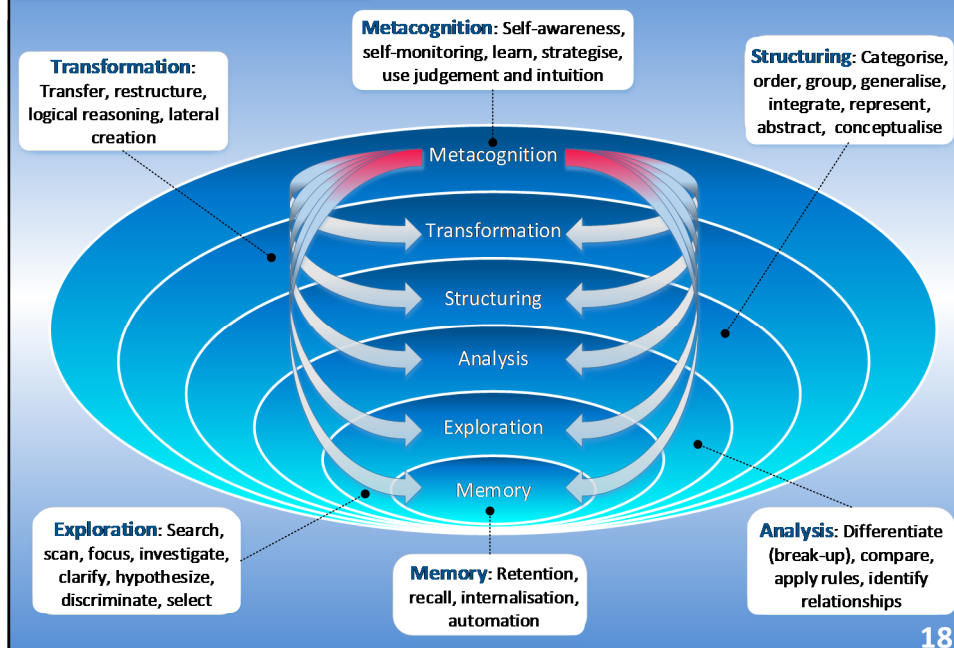 Metacognition: Self-awareness,
self-monitoring, learn, strategise,
use judgement and intuition
Transformation:
Transfer, restructure,
logical reasoning, lateral
creation
Structuring: Categorise,
order, group, generalise,
integrate, represent,
abstract, conceptualise
Metacognition
Transformation
Structuring
Analysis
Exploration
Memory
Exploration: Search,
scan, focus, investigate,
clarify, hypothesize,
discriminate, select
Memory: Retention,
recall, internalisation,
automation
Analysis: Differentiate
(break-up), compare,
apply rules, identify
relationships
18